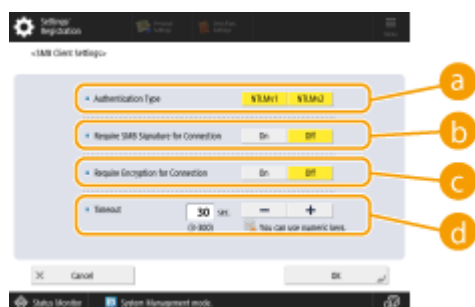 Settings/
Registration
Menu
<SMB Client Settings>
Authentication Type
NTLMv1 NTLMv2
a
Require SMB Signature for Connection
On Off
b
Require Encryption for Connection
On Off
c
Timeout
30 sec.
− +
(3-300)
You can use numeric keys.
d
× Cancel
OK
Status Monitor
System Management mode.